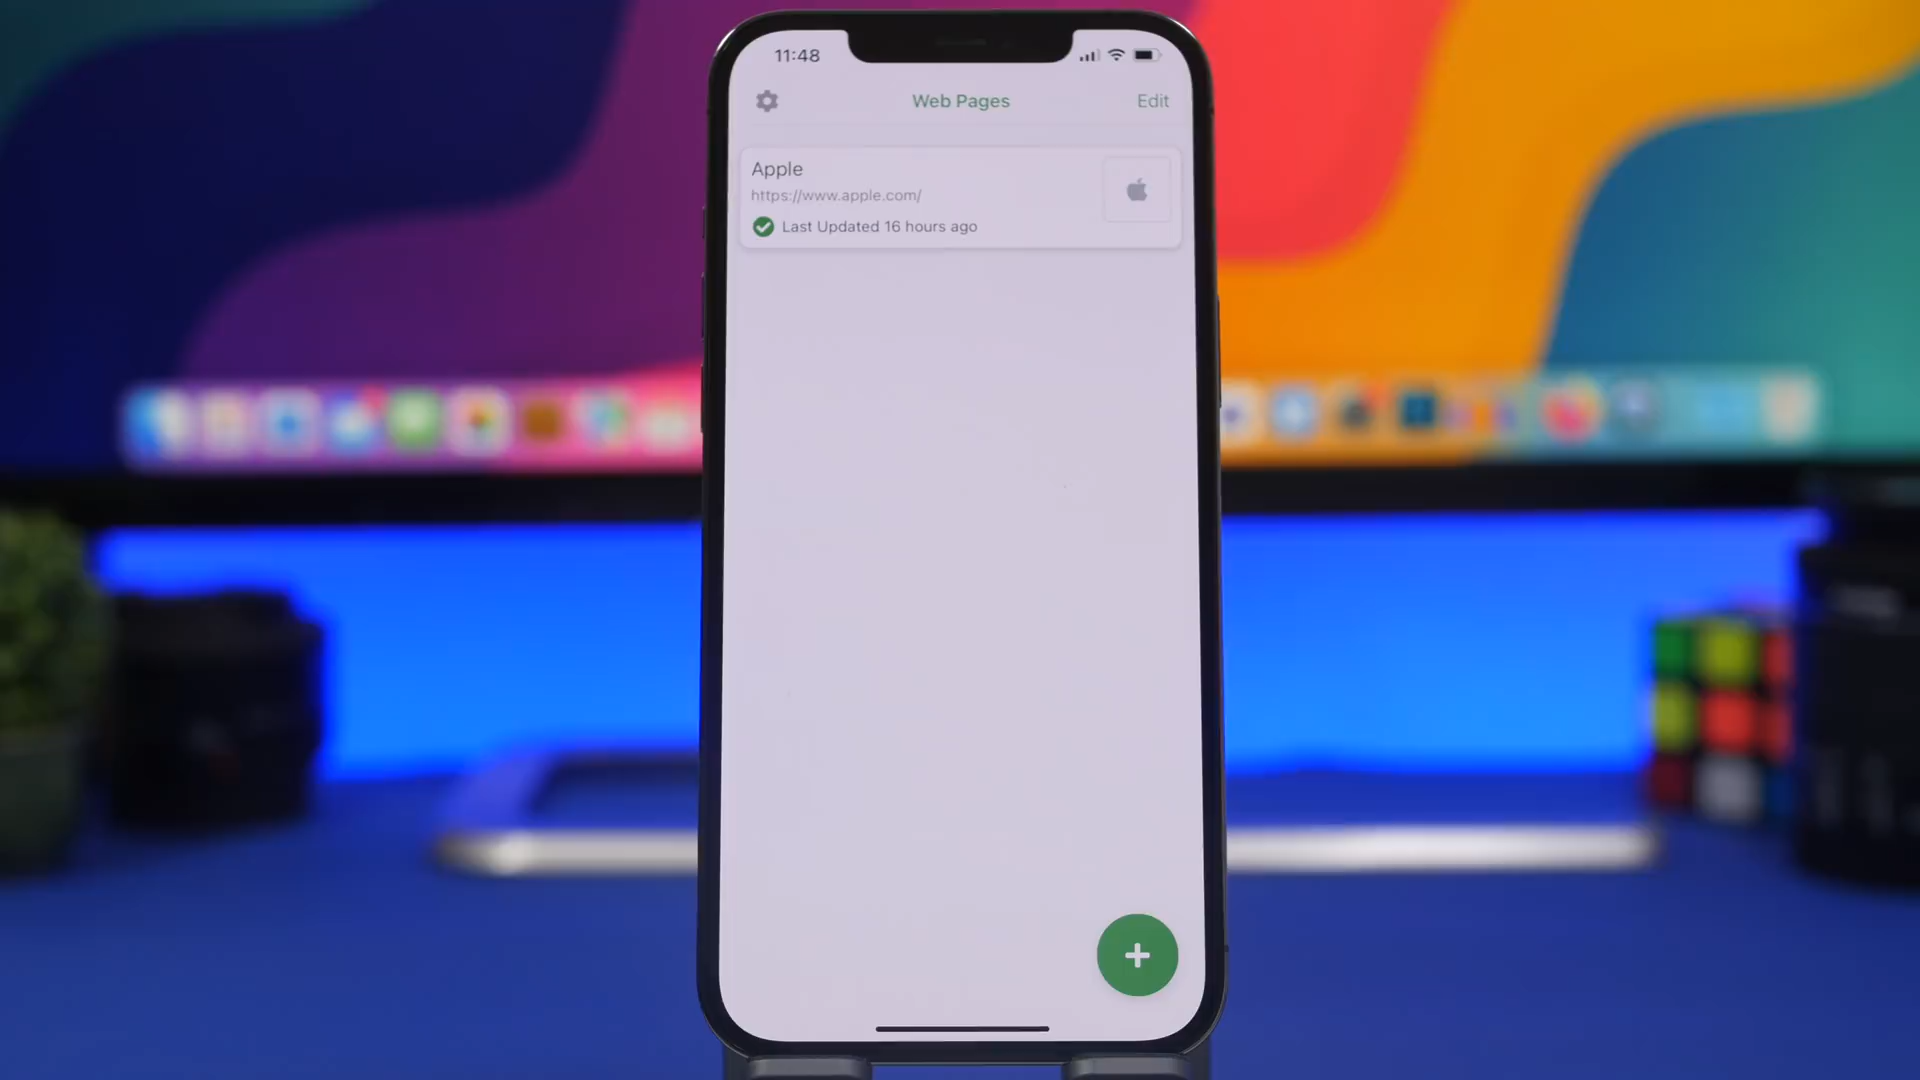 11:48
Web Pages
Edit
Apple
https://www.apple.com/
Last Updated 16 hours ago